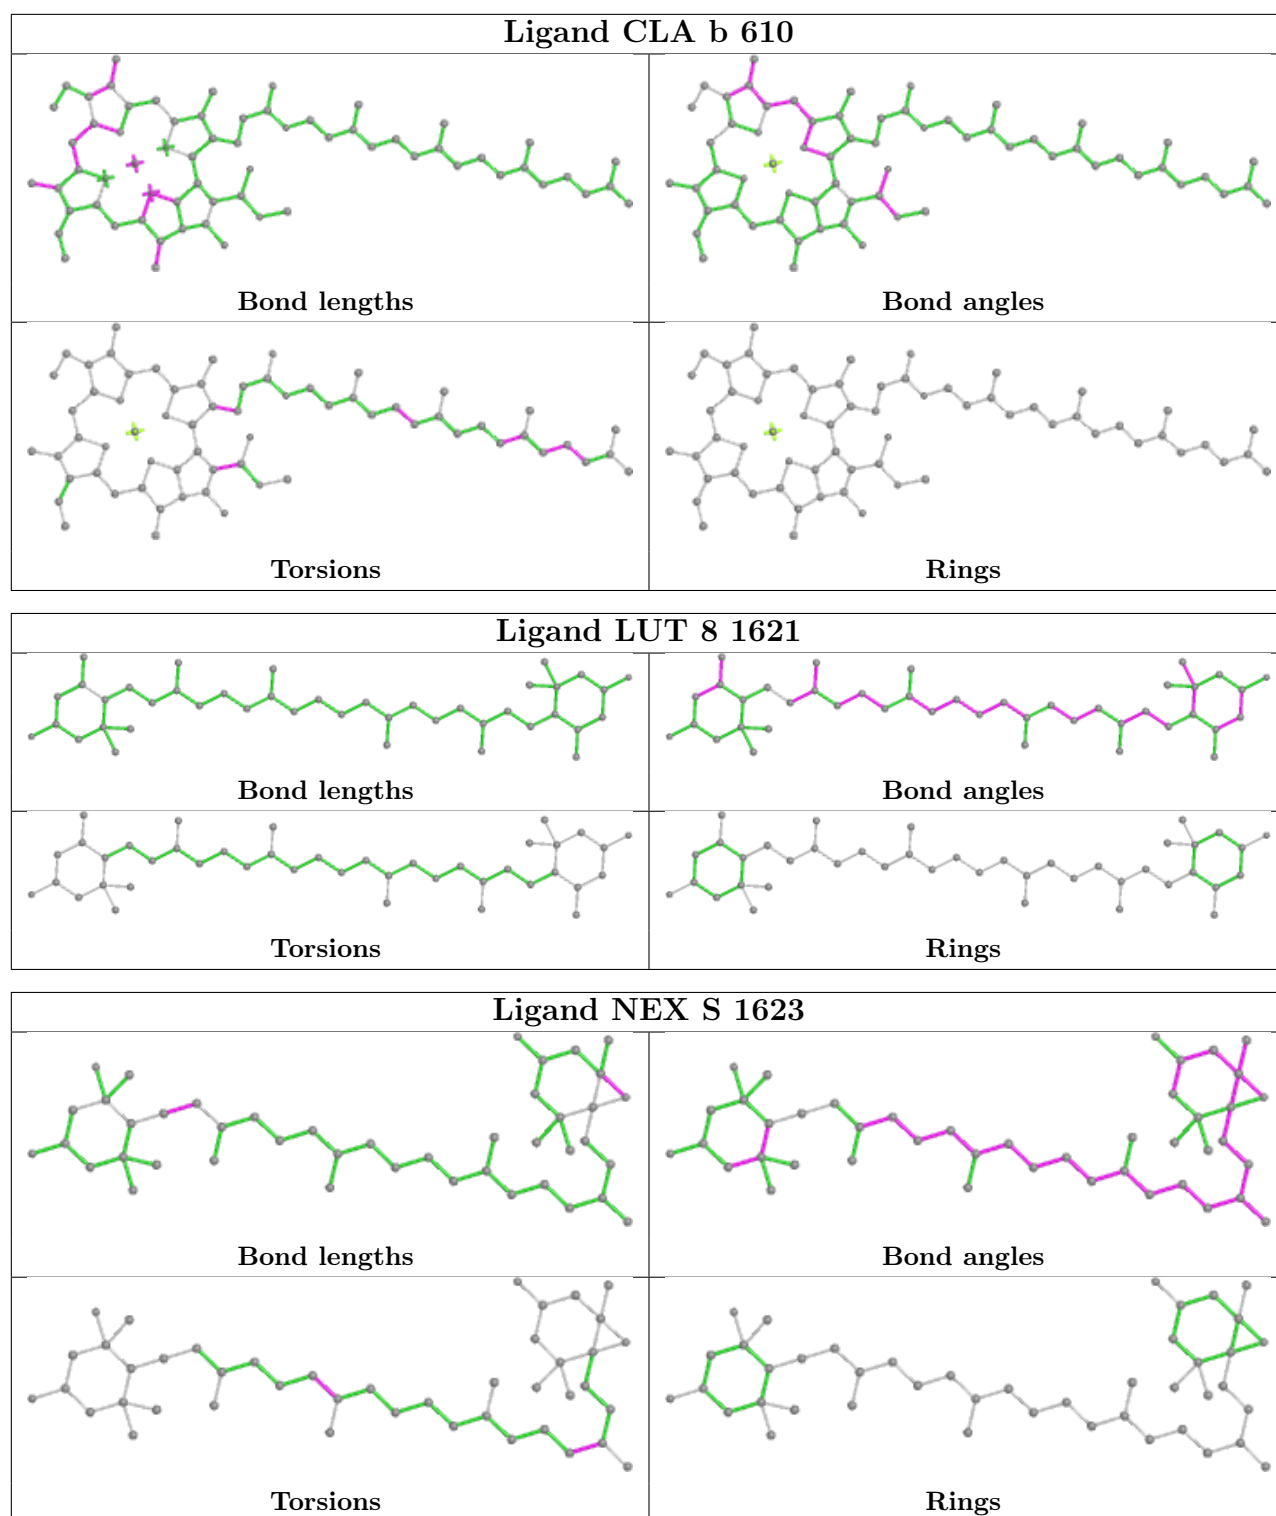 Ligand CLA b 610
Bond lengths
Bond angles
Torsions
Rings
Ligand LUT 8 1621
Bond lengths
Bond angles
Torsions
Rings
Ligand NEX S 1623
Bond lengths
Bond angles
Torsions
Rings